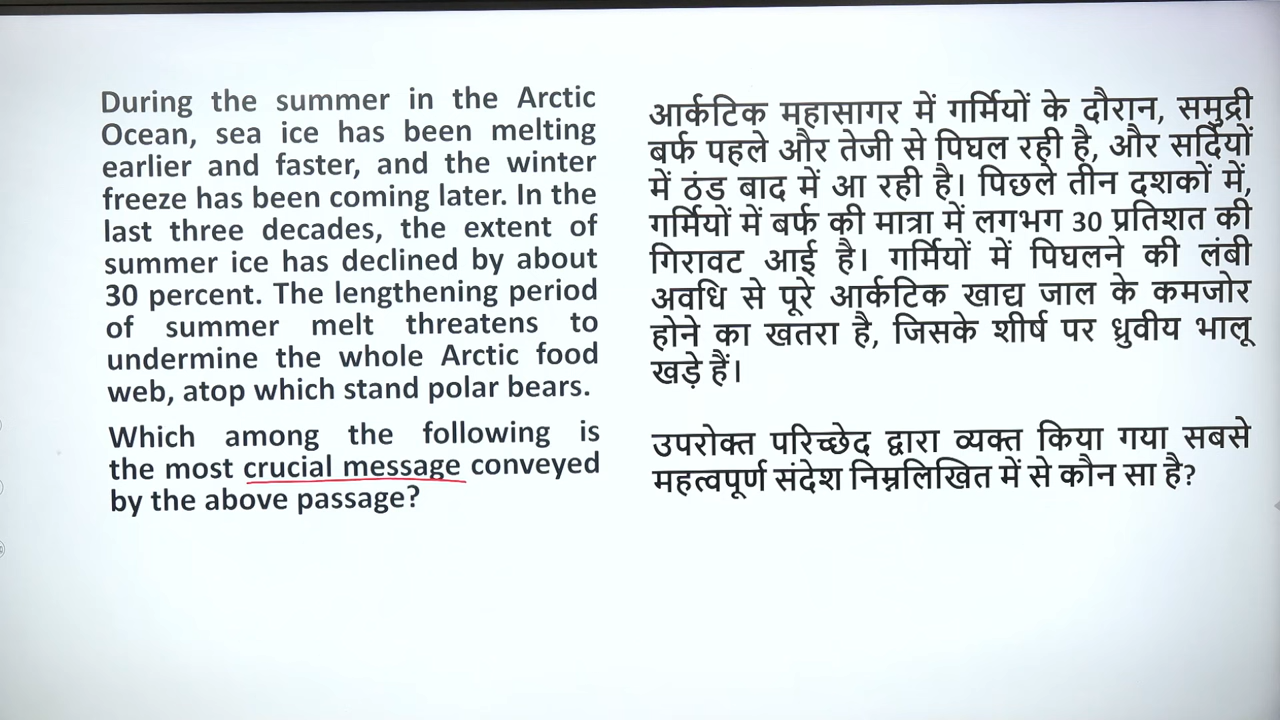 During the summer in the Arctic
Ocean, sea ice has been melting
earlier and faster, and the winter
freeze has been coming later. In the
last three decades, the extent of
summer ice has declined by about
30 percent. The lengthening period
of summer melt threatens to
undermine the whole Arctic food
web, atop which stand polar bears.
Which among the following is
the most crucial message conveyed
by the above passage?
आर्कटिक महासागर में गर्मियों के दौरान, समुद्री
बर्फ पहले और तेजी से पिघल रही है, और सर्दियों
में ठंड बाद में आ रही है। पिछले तीन दशकों में,
गर्मियों में बर्फ की मात्रा में लगभग 30 प्रतिशत की
गिरावट आई है। गर्मियों में पिघलने की लंबी
अवधि से पूरे आर्कटिक खाद्य जाल के कमजोर
होने का खतरा है, जिसके शीर्ष पर ध्रुवीय भालू
खड़े हैं।
उपरोक्त परिच्छेद द्वारा व्यक्त किया गया सबसे
महत्वपूर्ण संदेश निम्नलिखित में से कौन सा है?